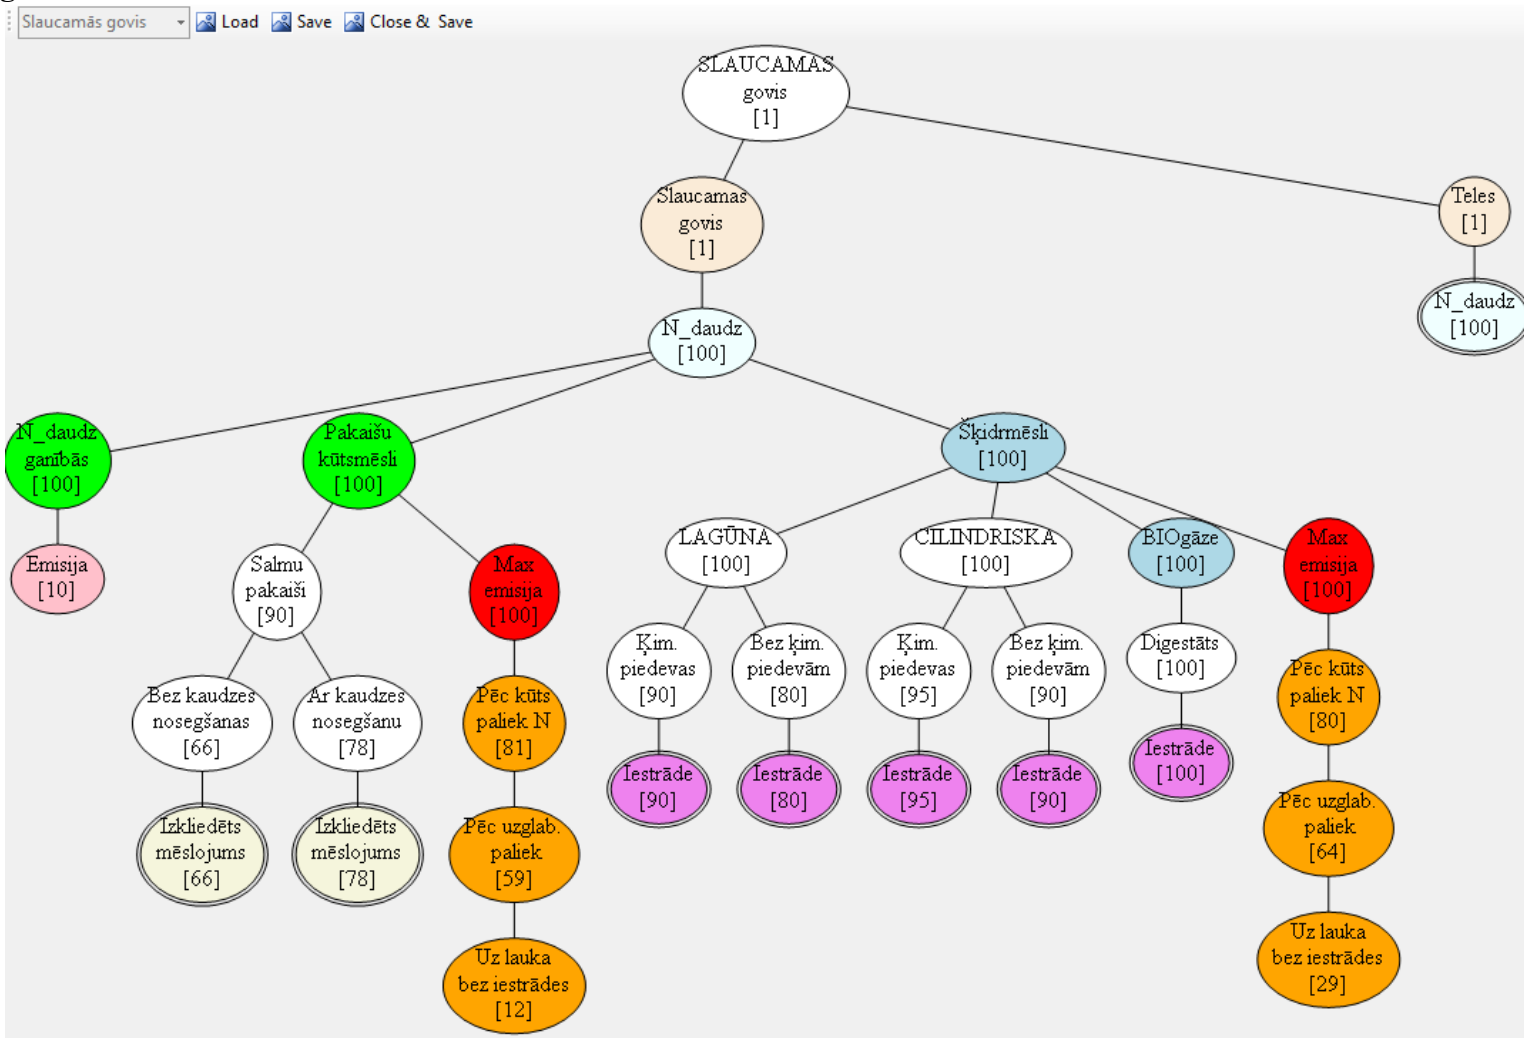 Slaucamās govis
Load
Save
Close & Save
SLAUCAMAS
govis
[1]
Slaucamas
govis
[1]
Teles
[1]
N_daudz
[100]
N_daudz
[100]
N_daudz
ganībās
[100]
Pakaišu
kūtsmēsli
[100]
Šķidrmēsli
[100]
Emisija
[10]
Salmu
pakaiši
[90]
Max
emisija
[100]
LAGŪNA
[100]
CILINDRISKA
[100]
BIOgāze
[100]
Max
emisija
[100]
Bez kaudzes
nosegšanas
[66]
Ar kaudzes
nosegšanu
[78]
Pēc kūts
paliek N
[81]
Ķim.
piedevas
[90]
Bez ķim.
piedevām
[80]
Ķim.
piedevas
[95]
Bez ķim.
piedevām
[90]
Digestāts
[100]
Pēc kūts
paliek N
[80]
Iestrāde
[90]
Iestrāde
[80]
Iestrāde
[95]
Iestrāde
[90]
Iestrāde
[100]
Izkliedēts
mēslojums
[66]
Izkliedēts
mēslojums
[78]
Pēc uzglab.
paliek
[59]
Pēc uzglab.
paliek
[64]
Uz lauka
bez iestrādes
[12]
Uz lauka
bez iestrādes
[29]